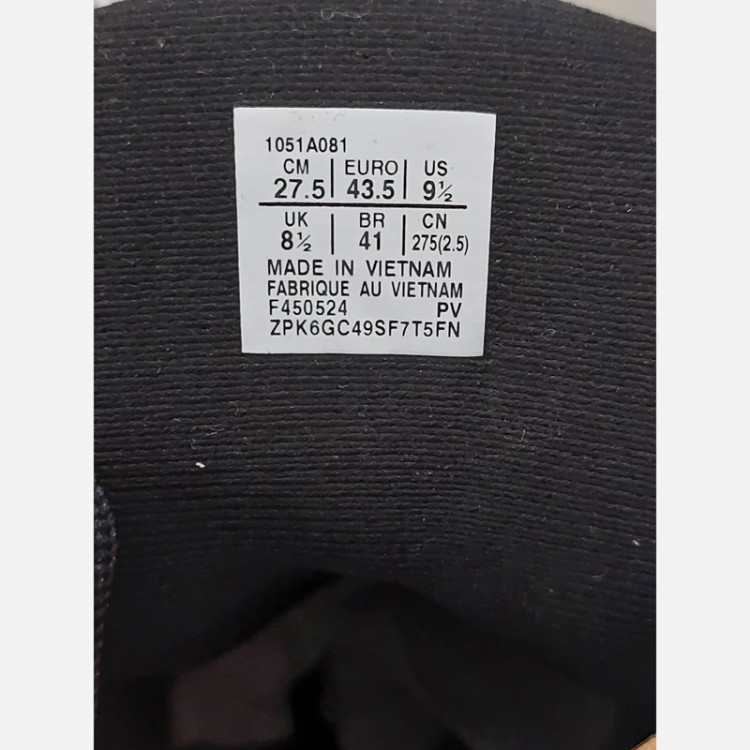 1051A081
CM | EURO | US
27.5 | 43.5 | 9½
UK | BR | CN
8½ | 41 | 275(2.5)
MADE IN VIETNAM
FABRIQUE AU VIETNAM
F450524 PV
ZPK6GC49SF7T5FN